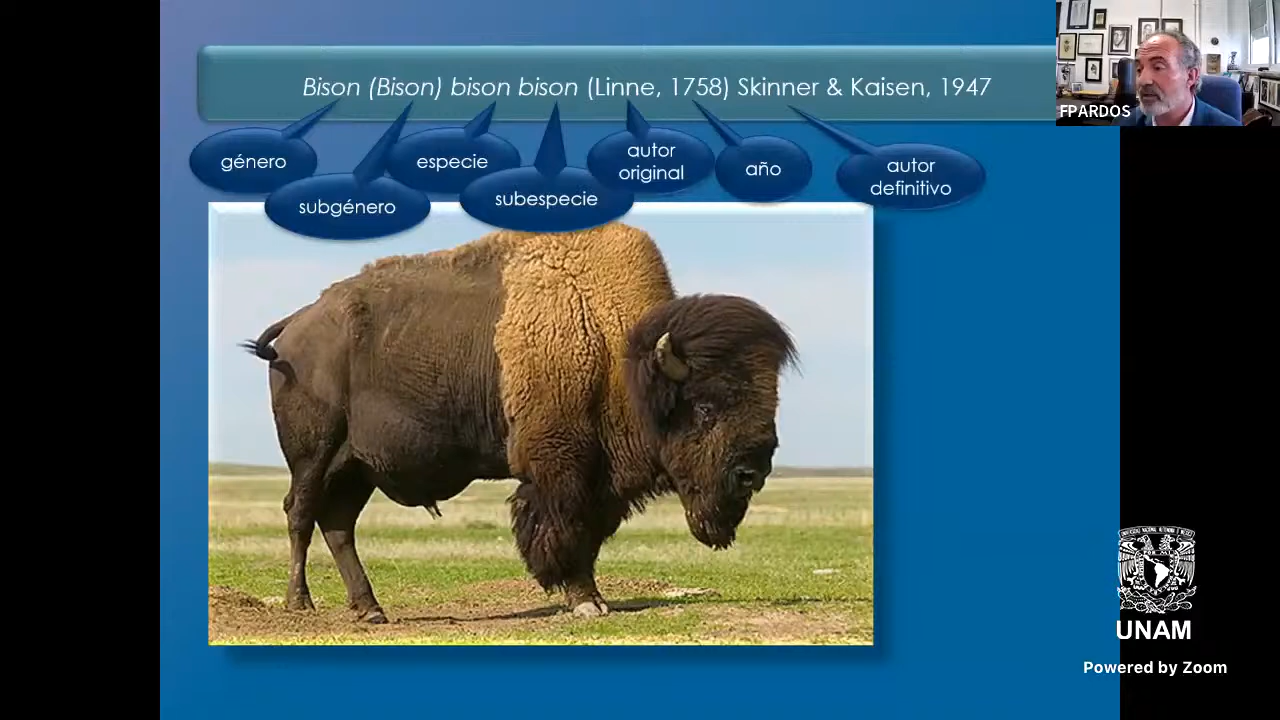 Bison (Bison) bison bison (Linne, 1758) Skinner & Kaisen, 1947
FPARDOS
género
subgénero
especie
subespecie
autor
original
año
autor
definitivo
UNAM
Powered by Zoom